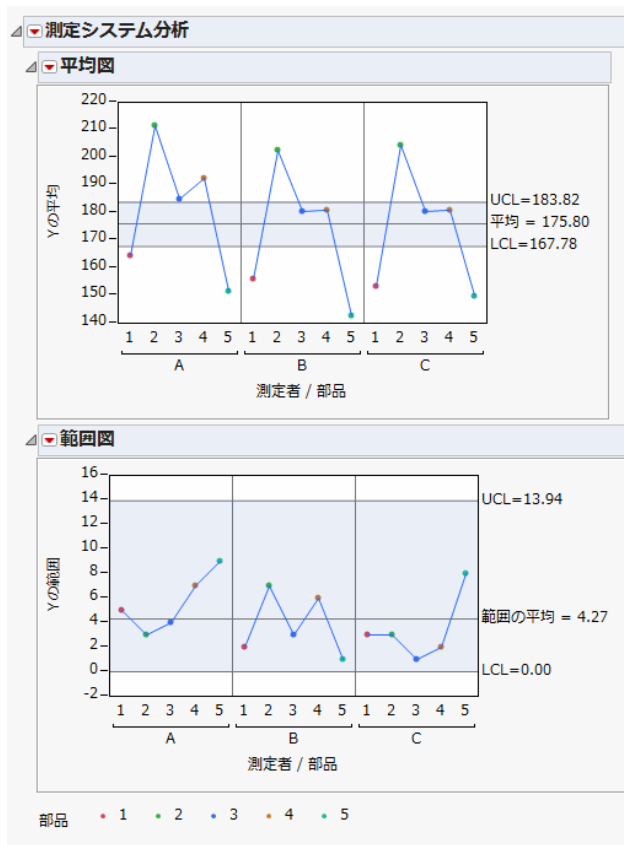 測定システム分析
平均図
220
210
200
190
180
170
160
150
140
Yの平均
UCL=183.82
平均 = 175.80
LCL=167.78
1 2 3 4 5 1 2 3 4 5 1 2 3 4 5
A B C
測定者 / 部品
範囲図
16
14
12
10
8
6
4
2
0
-2
Yの範囲
UCL=13.94
範囲の平均 = 4.27
LCL=0.00
1 2 3 4 5 1 2 3 4 5 1 2 3 4 5
A B C
測定者 / 部品
部品 1 2 3 4 5